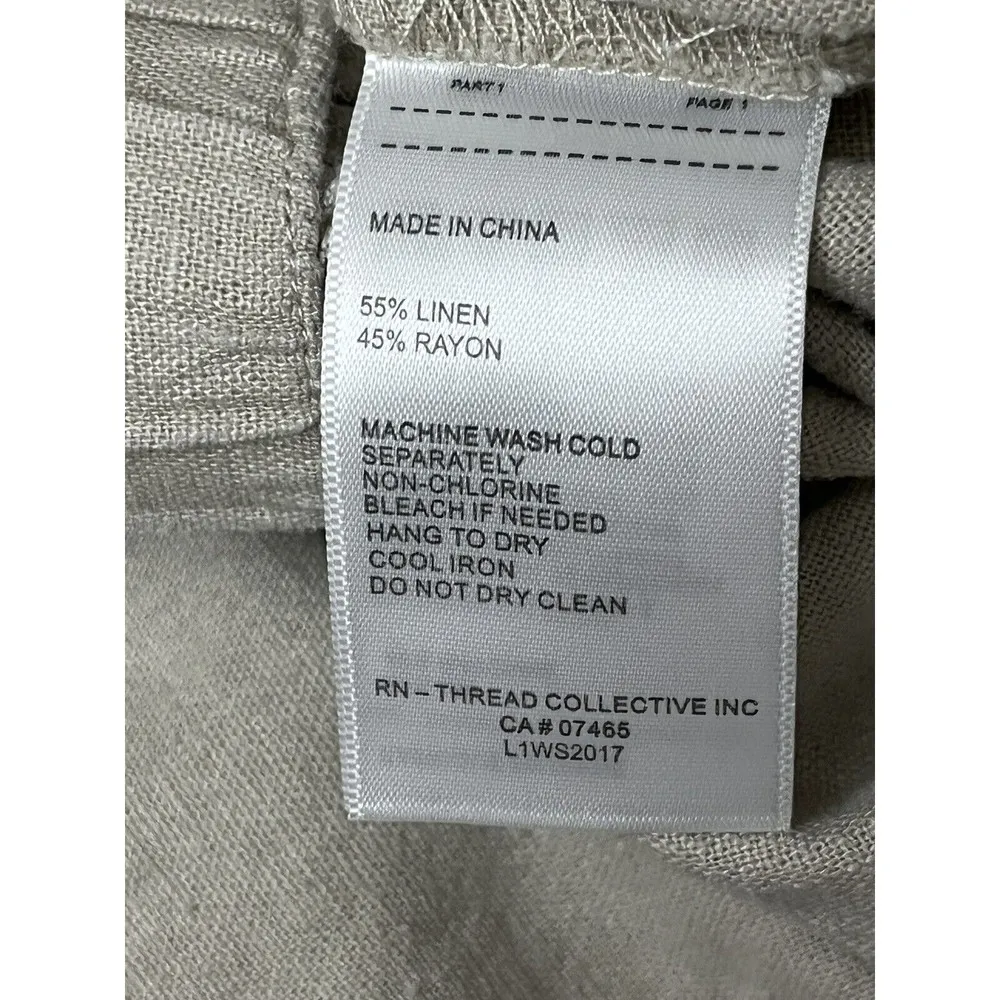 PART 1 PAGE 1
MADE IN CHINA
55% LINEN
45% RAYON
MACHINE WASH COLD
SEPARATELY
NON-CHLORINE
BLEACH IF NEEDED
HANG TO DRY
COOL IRON
DO NOT DRY CLEAN
RN – THREAD COLLECTIVE INC
CA # 07465
L1WS2017